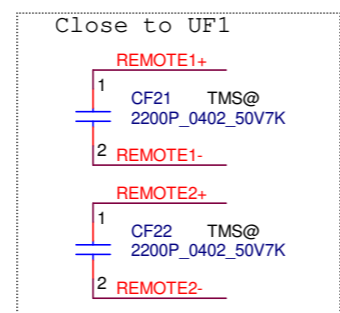 Close to UF1
REMOTE1+
1
CF21 TMS@
2200P_0402_50V7K
2 REMOTE1-
REMOTE2+
1
CF22 TMS@
2200P_0402_50V7K
2 REMOTE2-